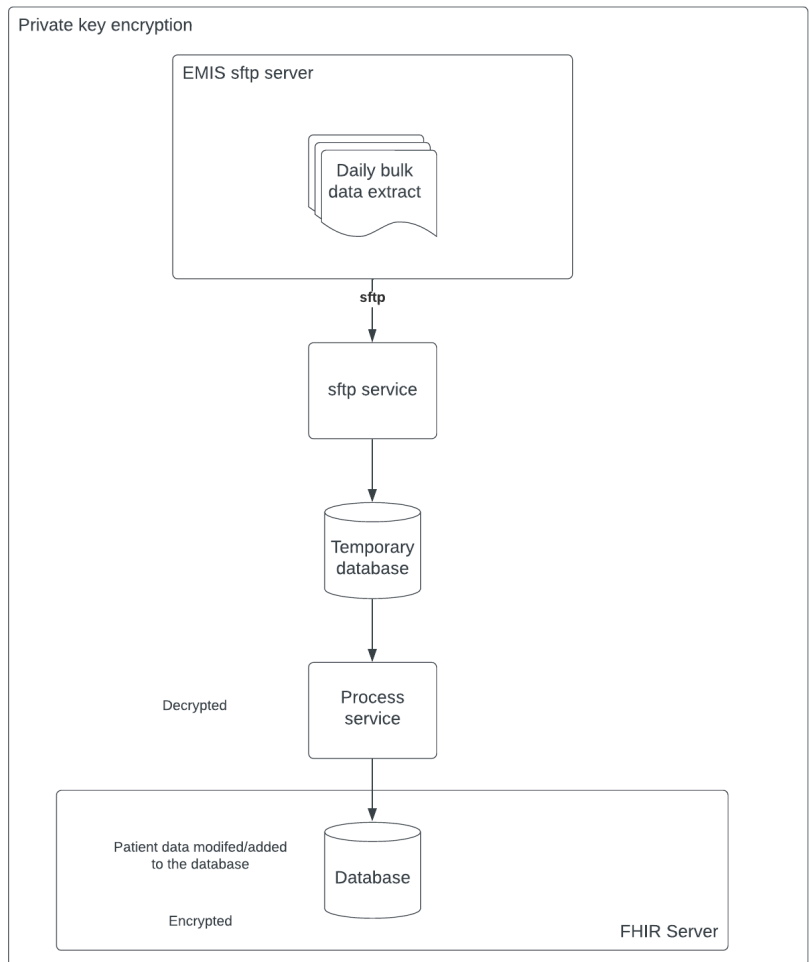 Private key encryption
EMIS sftp server
Daily bulk
data extract
sftp
sftp service
Temporary
database
Decrypted
Process
service
Patient data modifed/added
to the database
Database
Encrypted
FHIR Server